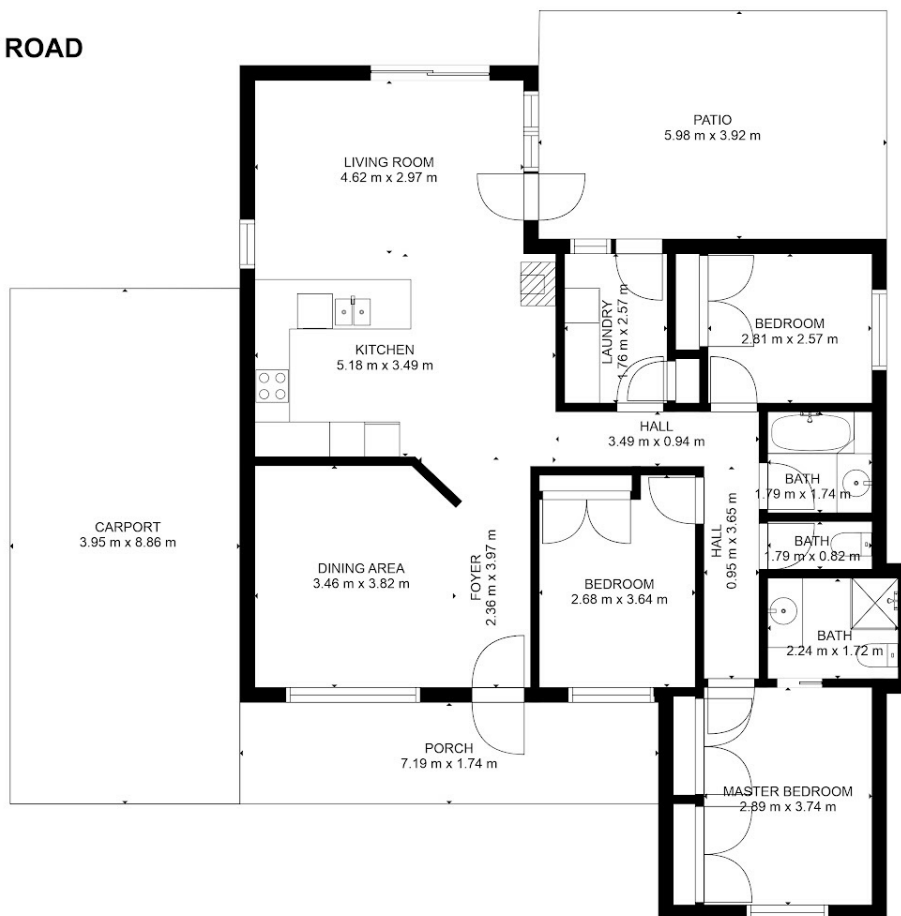 ROAD
PATIO
5.98 m x 3.92 m
LIVING ROOM
4.62 m x 2.97 m
LAUNDRY
1.76 m x 2.57 m
BEDROOM
2.81 m x 2.57 m
KITCHEN
5.18 m x 3.49 m
HALL
3.49 m x 0.94 m
BATH
1.79 m x 1.74 m
CARPORT
3.95 m x 8.86 m
DINING AREA
3.46 m x 3.82 m
FOYER
2.36 m x 3.97 m
BEDROOM
2.68 m x 3.64 m
HALL
0.95 m x 3.65 m
BATH
1.79 m x 0.82 m
BATH
2.24 m x 1.72 m
PORCH
7.19 m x 1.74 m
MASTER BEDROOM
2.89 m x 3.74 m